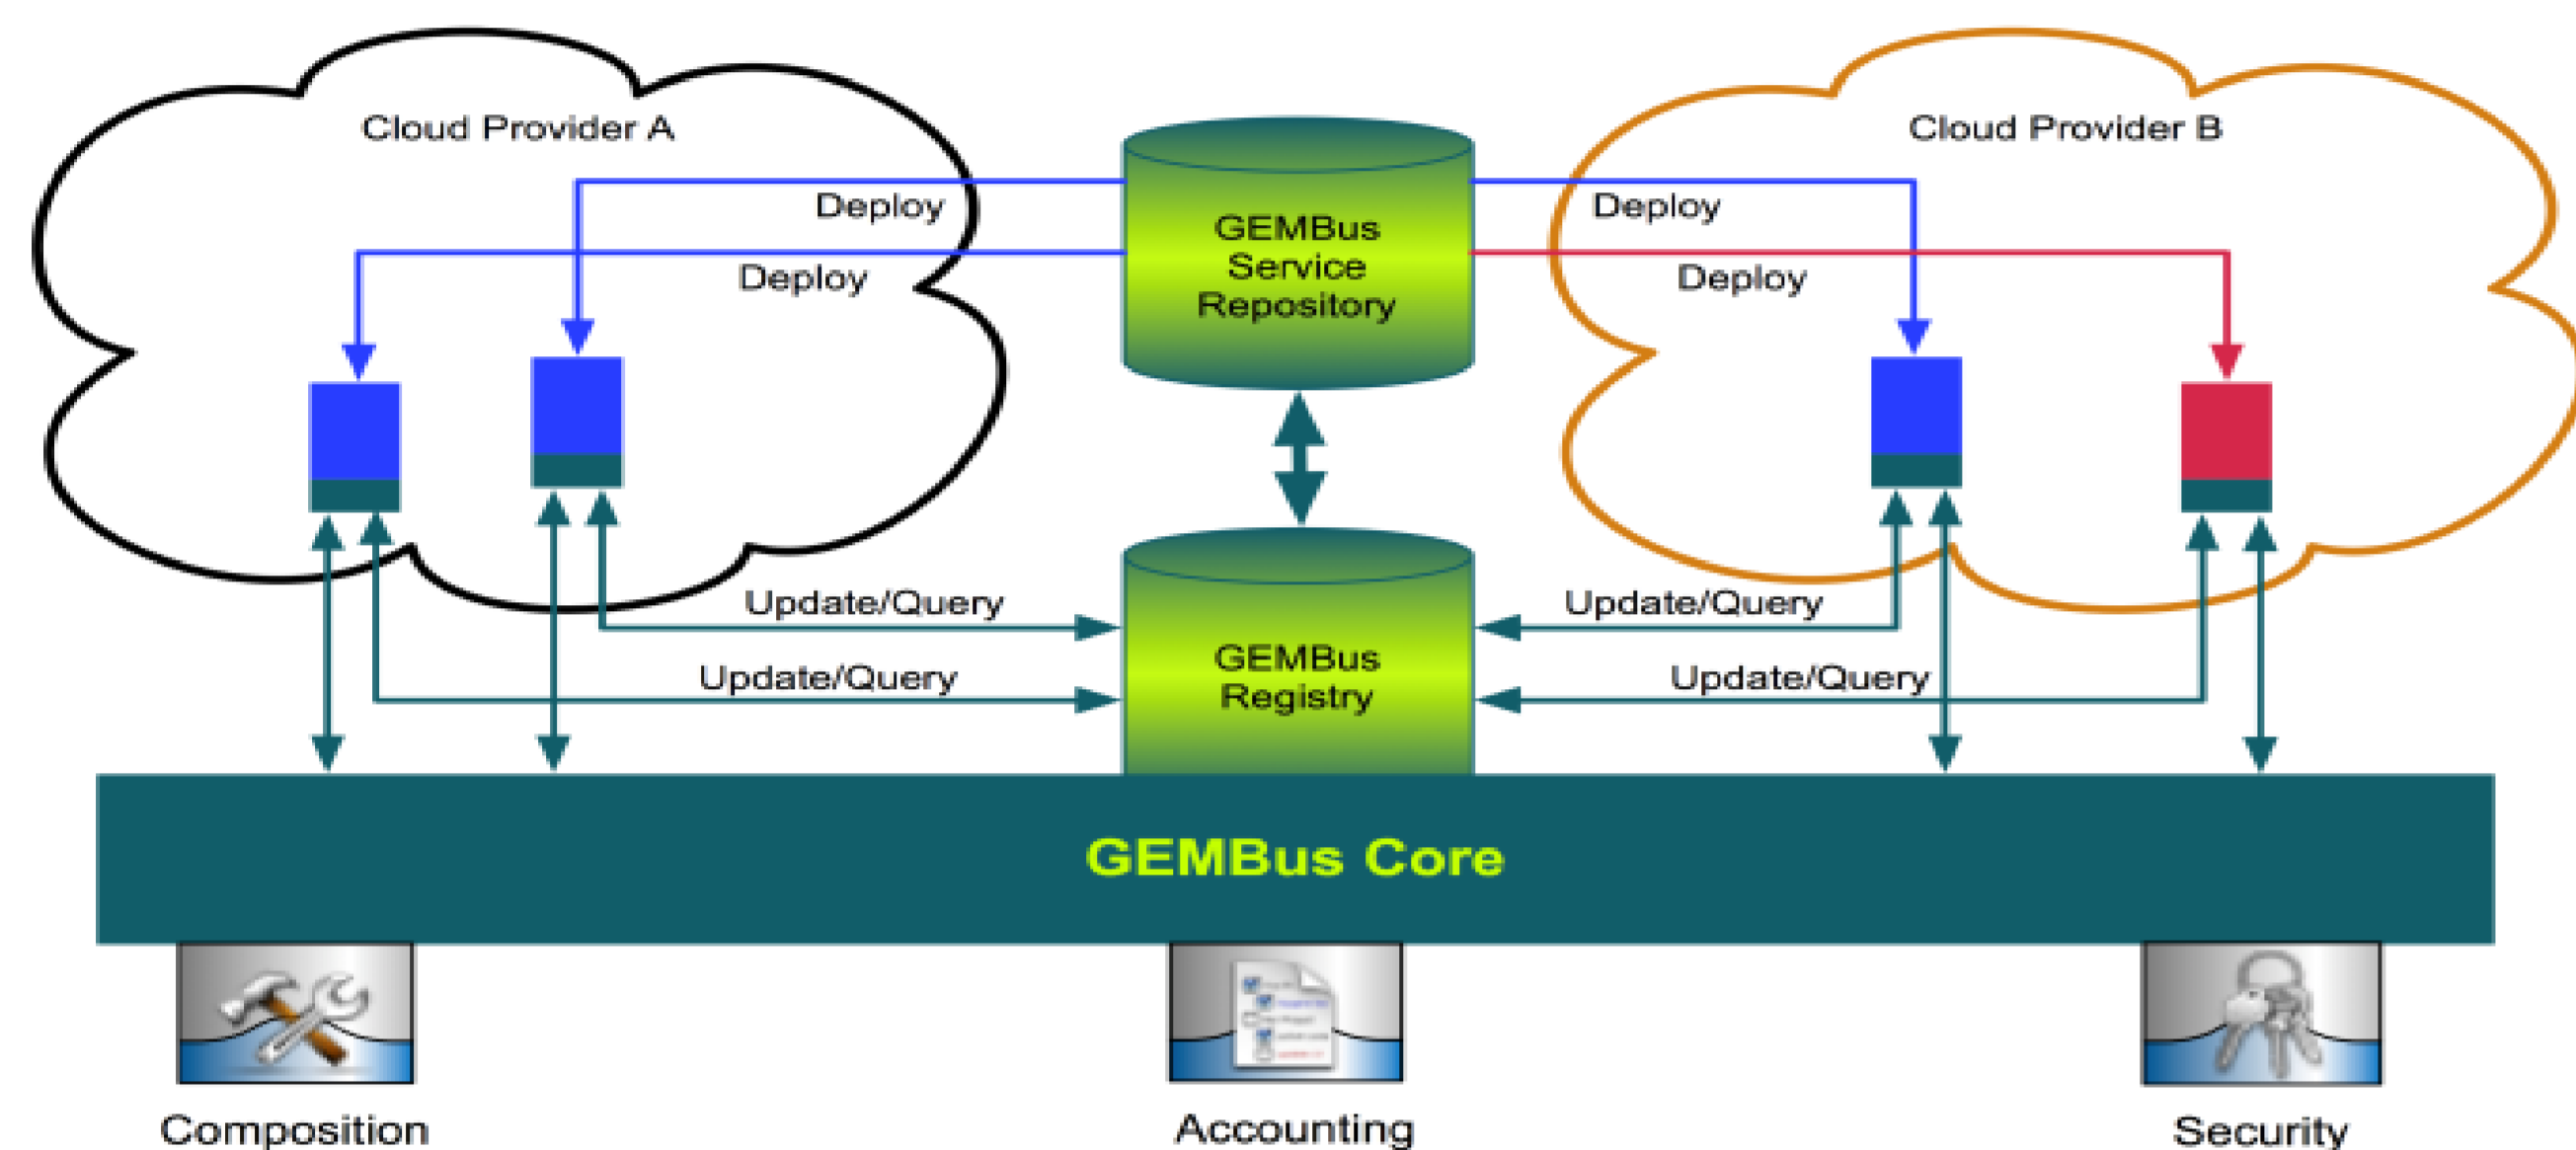 Cloud Provider A
Cloud Provider B
Deploy
Deploy
GEMBus
Service
Repository
Deploy
Deploy
Update/Query
Update/Query
GEMBus
Registry
Update/Query
Update/Query
GEMBus Core
Composition
Accounting
Security